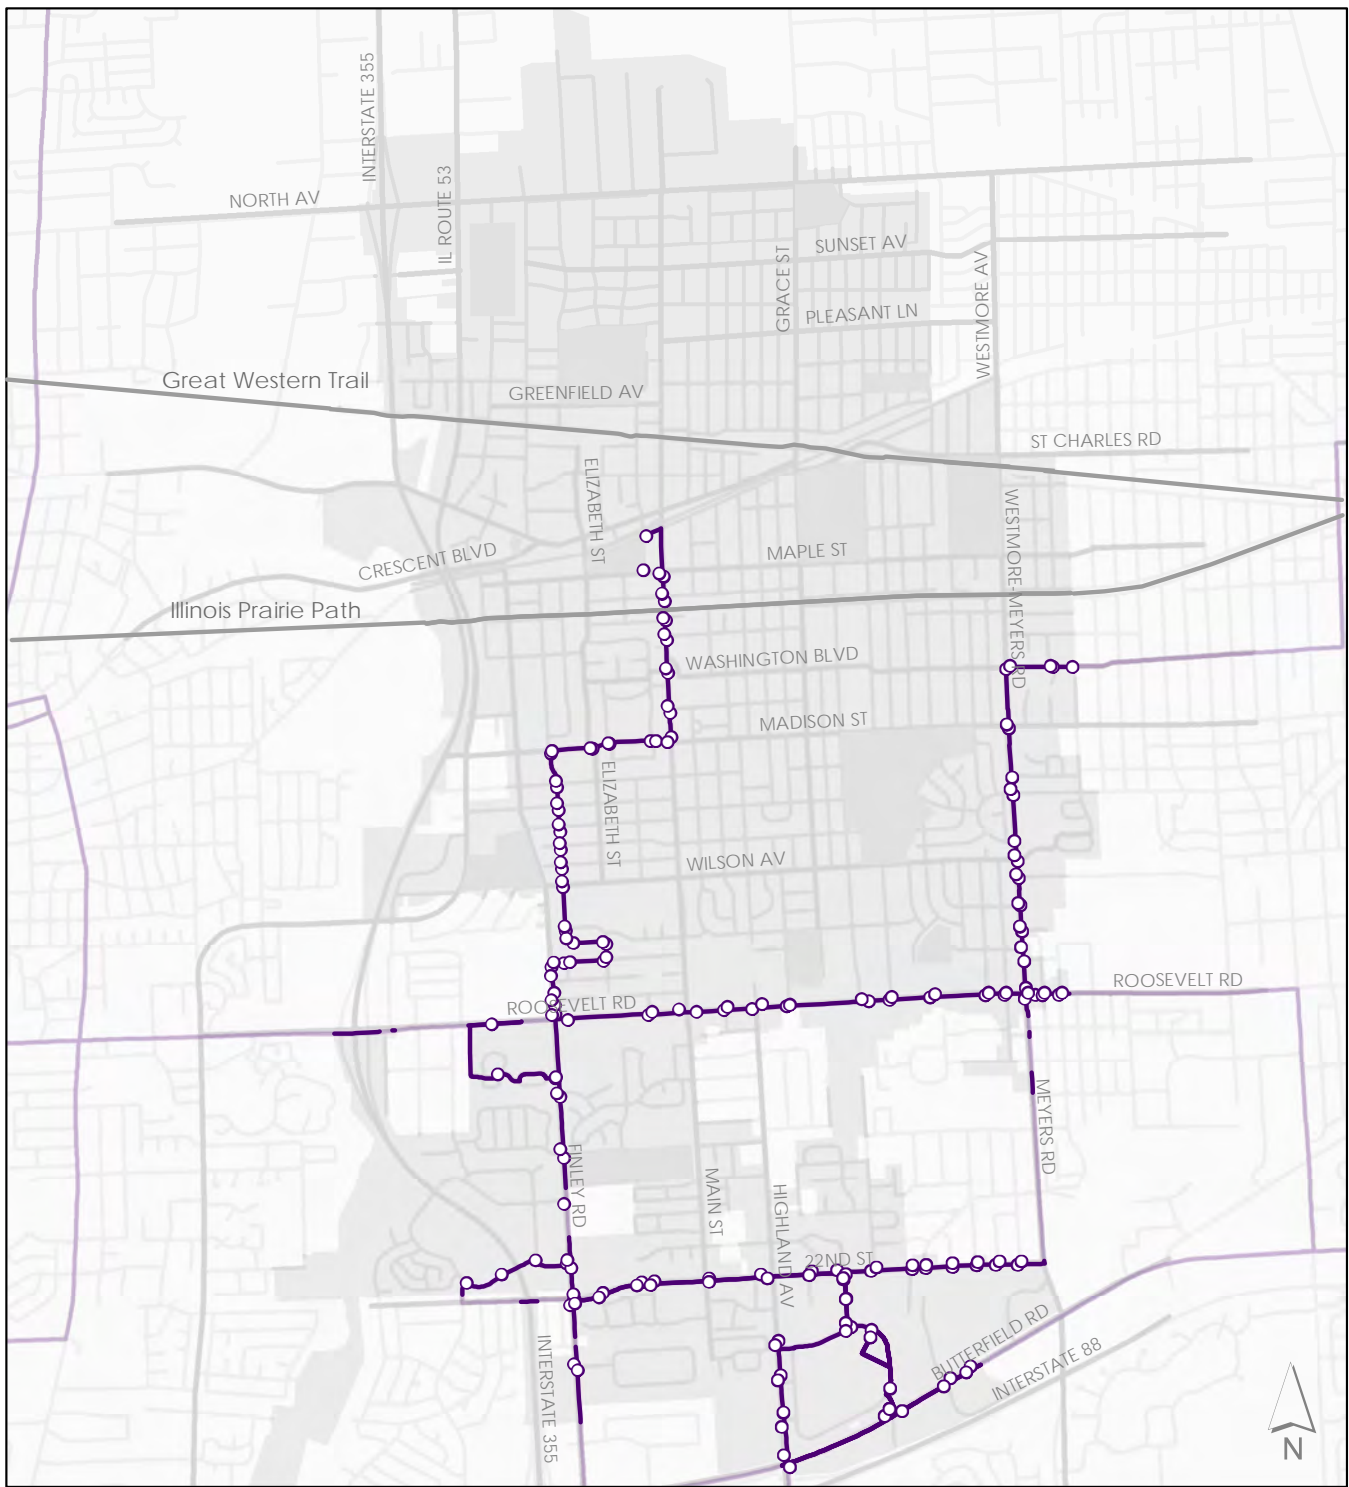 INTERSTATE 355
IL ROUTE 53
NORTH AV
GRACE ST
SUNSET AV
WESTMORE AV
PLEASANT LN
Great Western Trail
GREENFIELD AV
ST CHARLES RD
ELIZABETH ST
WESTMORE-MEYERS RD
CRESCENT BLVD
MAPLE ST
Illinois Prairie Path
WASHINGTON BLVD
MADISON ST
ELIZABETH ST
WILSON AV
ROOSEVELT RD
ROOSEVELT RD
MEYERS RD
FINLEY RD
MAIN ST
HIGHLAND AV
22ND ST
BUTTERFIELD RD
INTERSTATE 88
INTERSTATE 355
N